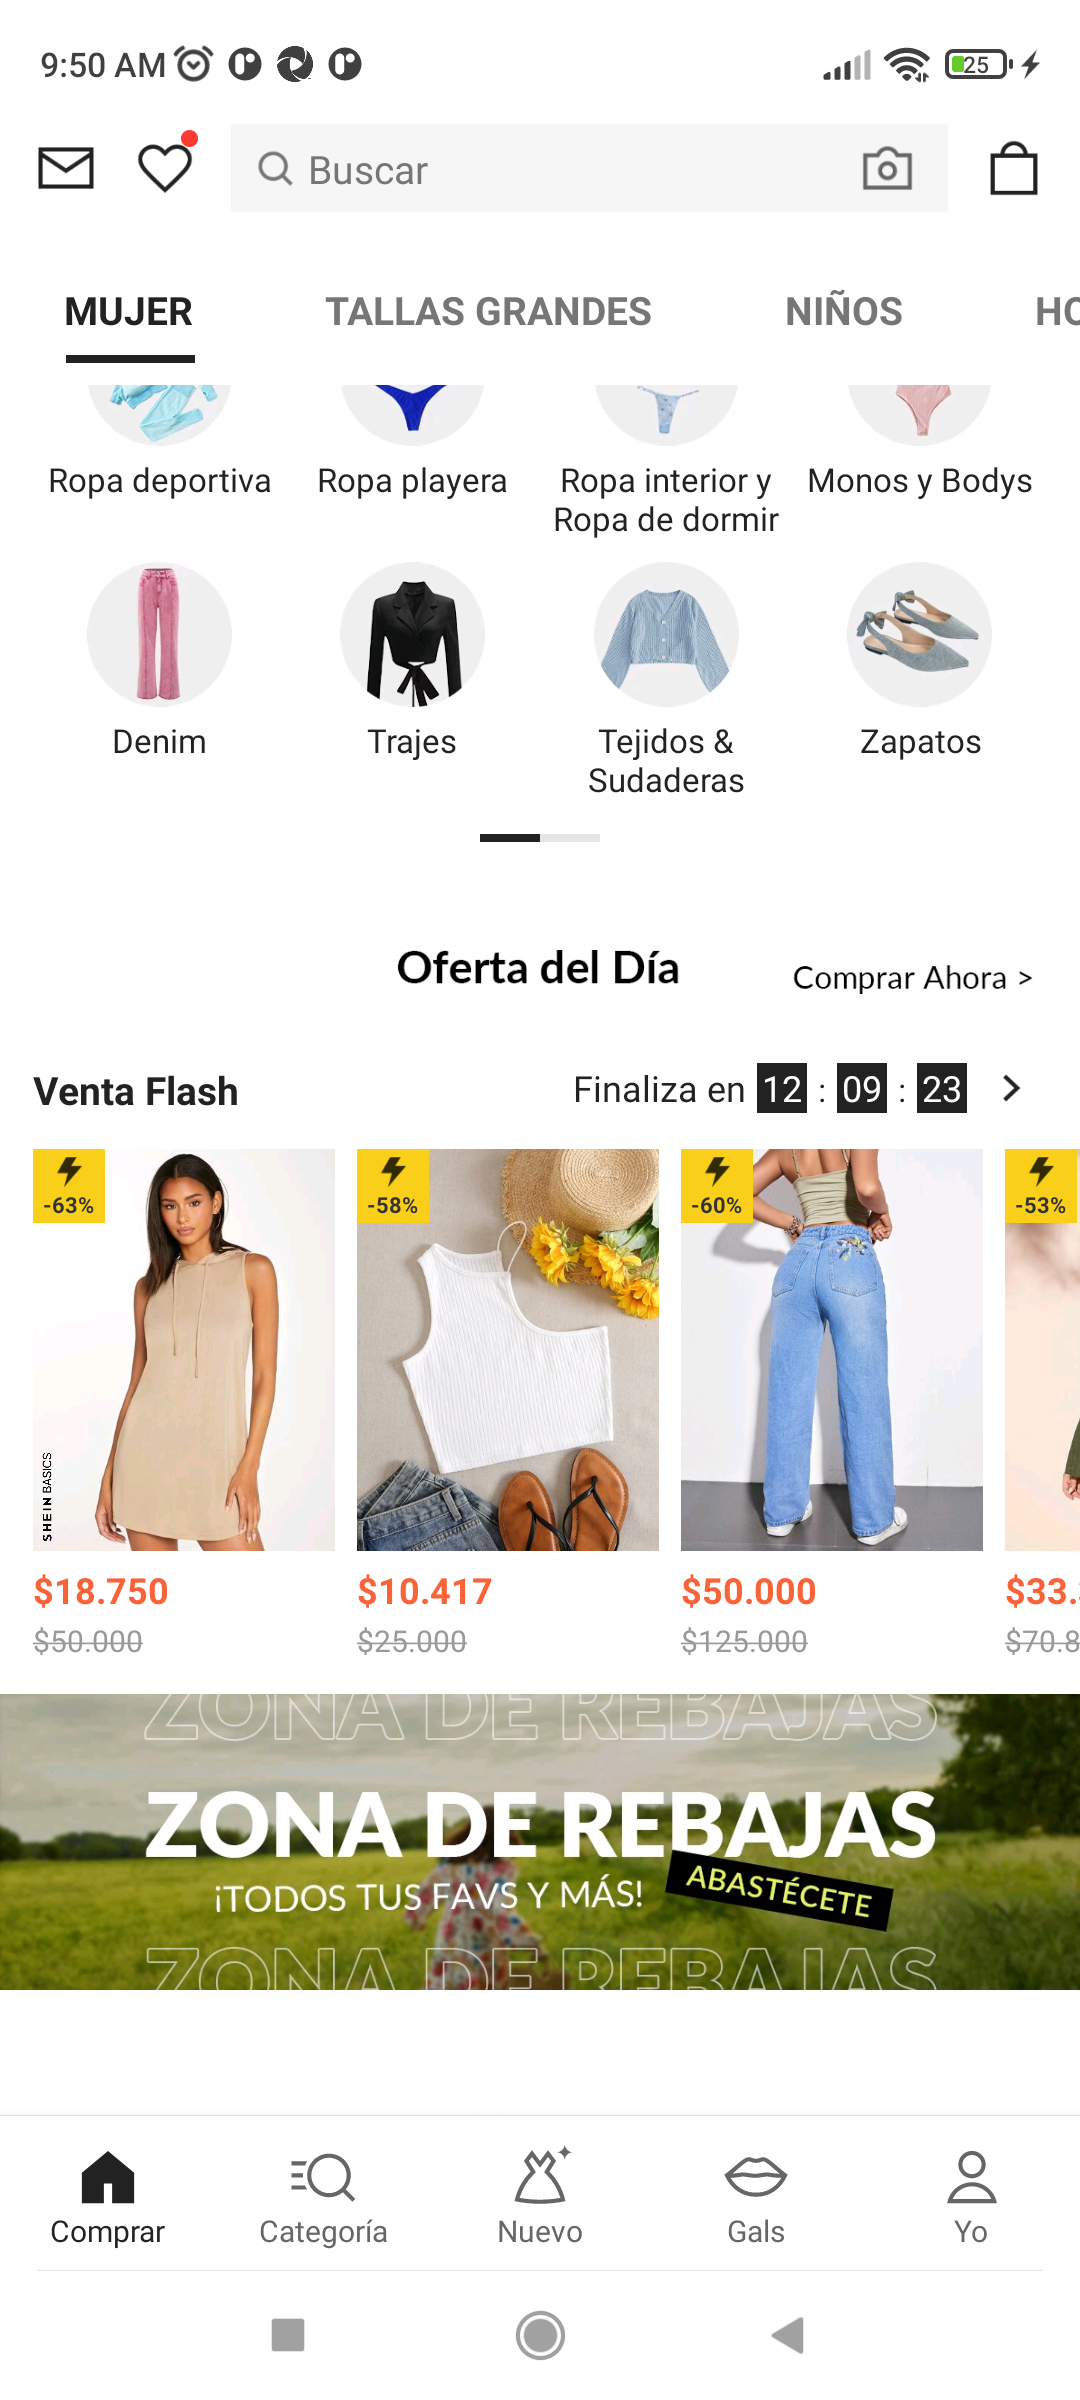 9:50 AM
25
Buscar
MUJER
TALLAS GRANDES
NIÑOS
Ropa deportiva
Ropa playera
Ropa interior y
Ropa de dormir
Monos y Bodys
Denim
Trajes
Tejidos &
Sudaderas
Zapatos
Oferta del Día
Comprar Ahora >
Venta Flash
Finaliza en 12 : 09 : 23
-63%
-58%
-60%
-53%
SHEIN BASICS
$18.750
$10.417
$50.000
$33.
$50.000
$25.000
$125.000
$70.8
ZONA DE REBAJAS
ZONA DE REBAJAS
¡TODOS TUS FAVS Y MÁS!
ABASTÉCETE
ZONA DE REBAJAS
Comprar
Categoría
Nuevo
Gals
Yo